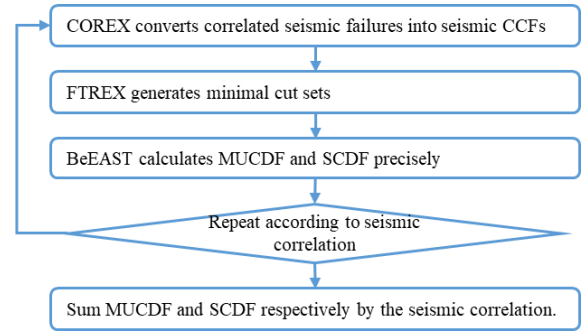 COREX converts correlated seismic failures into seismic CCFs
FTREX generates minimal cut sets
BeEAST calculates MUCDF and SCDF precisely
Repeat according to seismic
correlation
Sum MUCDF and SCDF respectively by the seismic correlation.